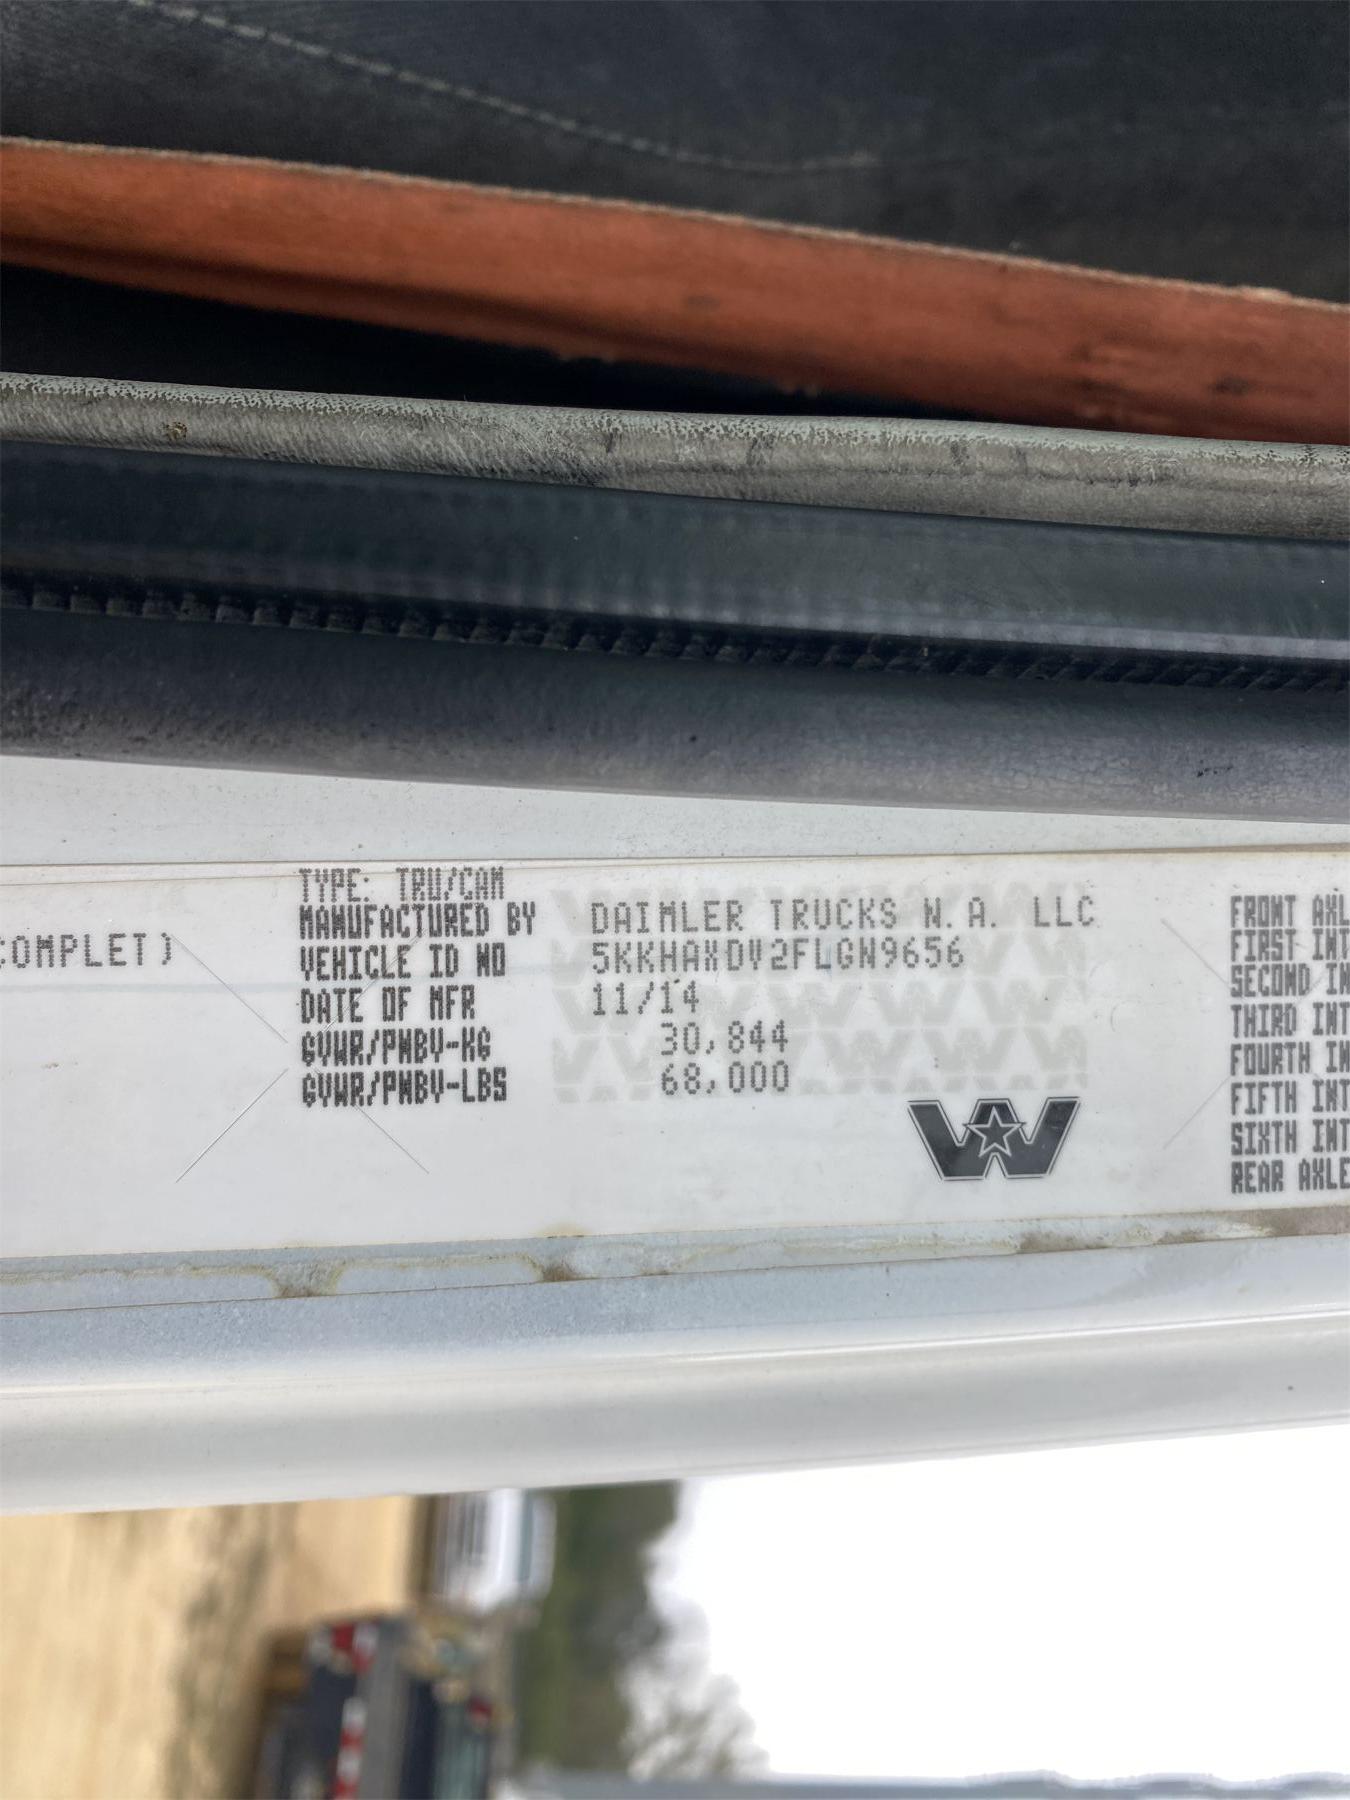 COMPLET)
TYPE: TRU/CAM
MANUFACTURED BY DAIMLER TRUCKS N.A. LLC
VEHICLE ID NO 5KKHAXDV2FLGW9656
DATE OF MFR 11/14
GVWR/PNBV-KG 30,844
GVWR/PNBV-LBS 68,000
FRONT AXL
FIRST INT
SECOND IN
THIRD INT
FOURTH IN
FIFTH INT
SIXTH INT
REAR AXLE